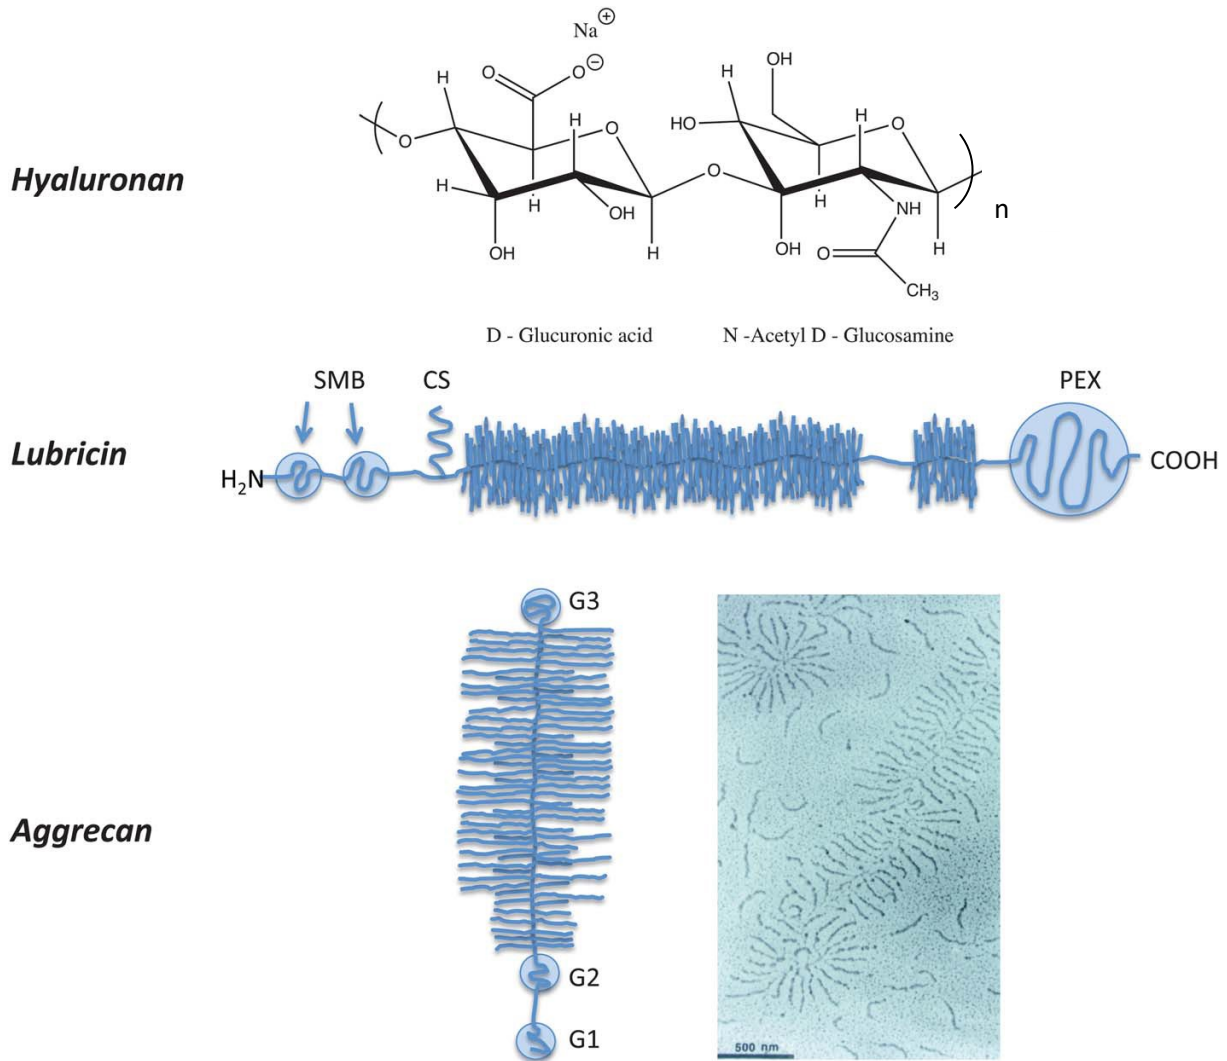 Na⊕
H
O
O⊖
H
O
O
H
H
OH
OH
H
D - Glucuronic acid
O
H
OH
HO
H
O
H
OH
NH
O
CH3
H
n
N -Acetyl D - Glucosamine
Hyaluronan
SMB
CS
PEX
Lubricin
H2N
COOH
G3
Aggrecan
G2
G1
500 nm